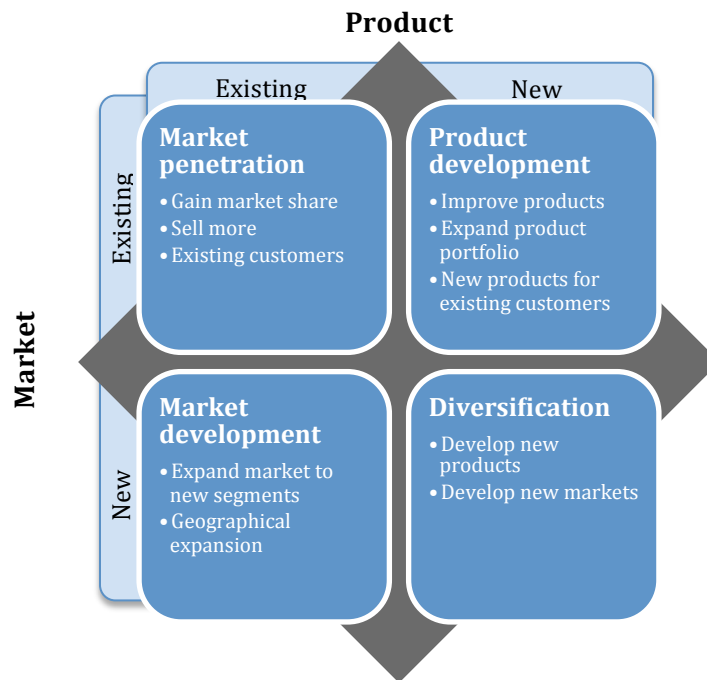 Product
Existing
New
Market
penetration
• Gain market share
• Sell more
• Existing customers
Product
development
• Improve products
• Expand product
portfolio
• New products for
existing customers
Existing
Market
New
Market
development
• Expand market to
new segments
• Geographical
expansion
Diversification
• Develop new
products
• Develop new markets